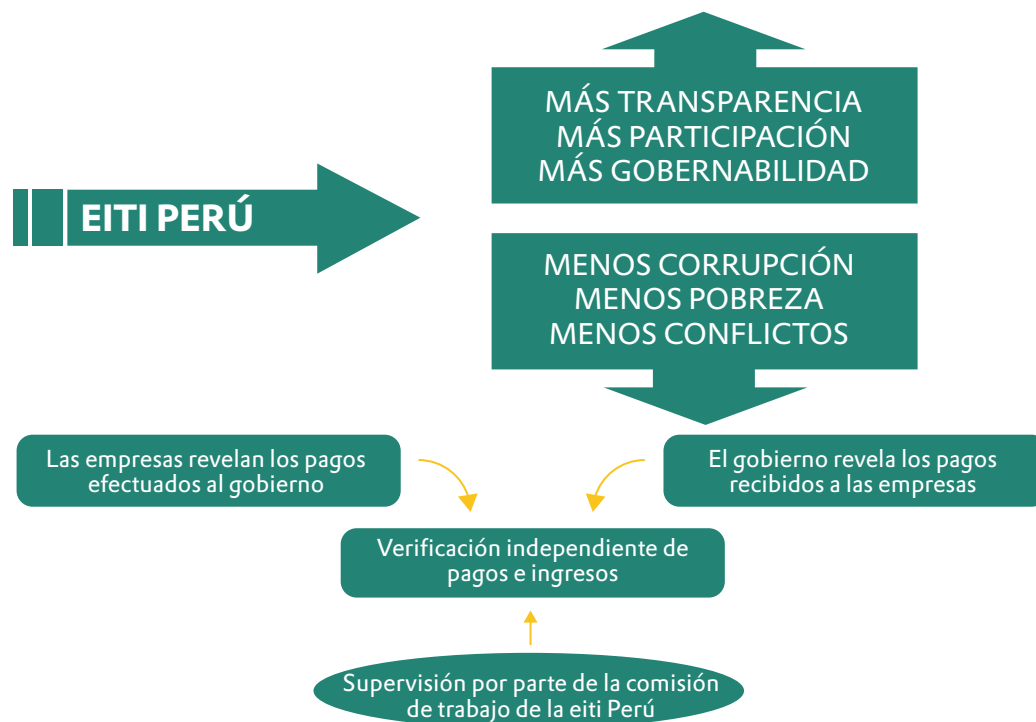 EITI PERÚ
MÁS TRANSPARENCIA
MÁS PARTICIPACIÓN
MÁS GOBERNABILIDAD
MENOS CORRUPCIÓN
MENOS POBREZA
MENOS CONFLICTOS
Las empresas revelan los pagos
efectuados al gobierno
El gobierno revela los pagos
recibidos a las empresas
Verificación independiente de
pagos e ingresos
Supervisión por parte de la comisión
de trabajo de la eiti Perú